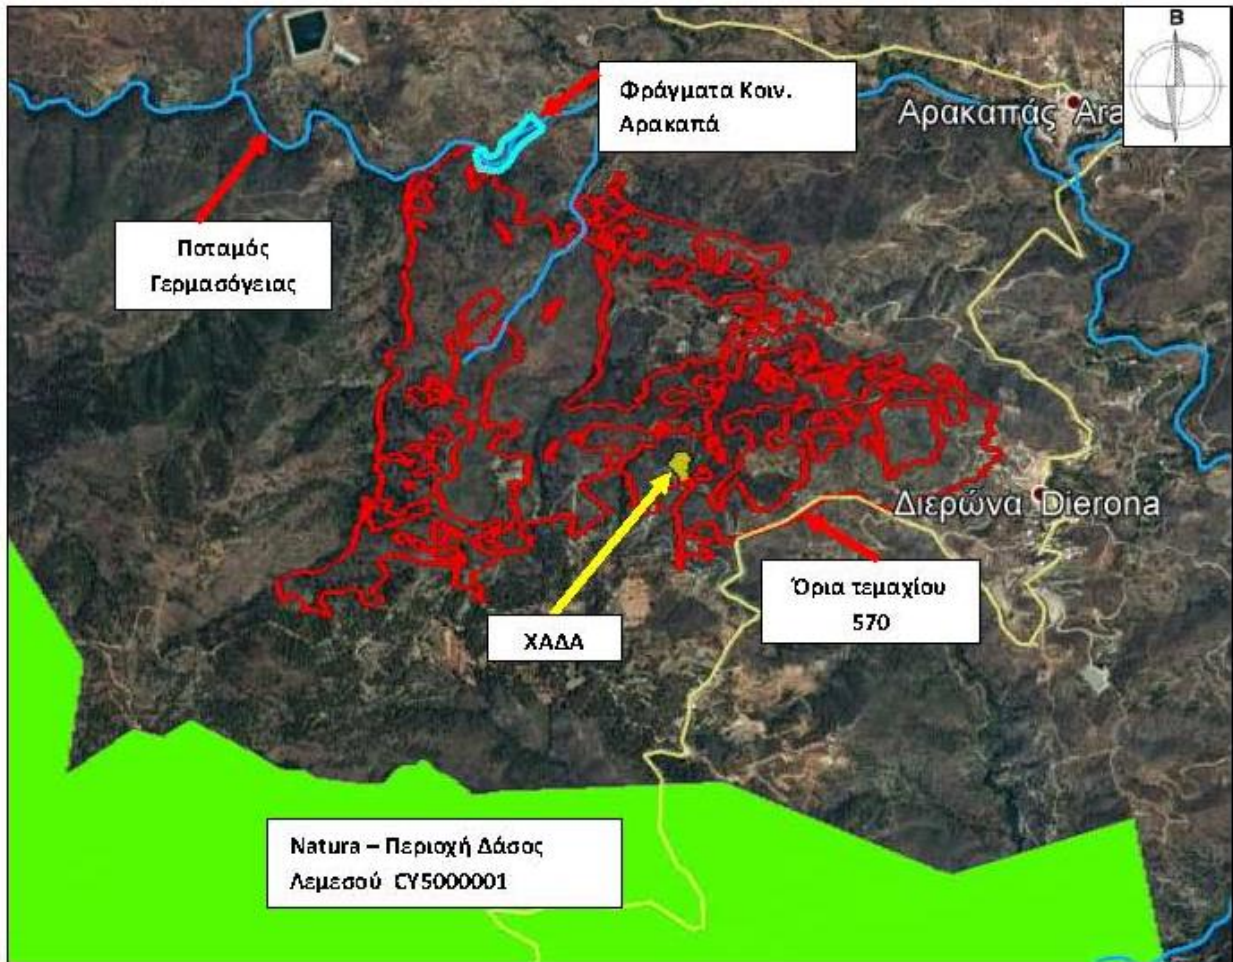 Β
Φράγματα Κοιν.
Αρακαπά
Αρακαπάς Ara
Ποταμός
Γερμασόγειας
Διερώνα Dierona
Όρια τεμαχίου
570
ΧΑΔΑ
Natura – Περιοχή Δάσος
Λεμεσού CY5000001